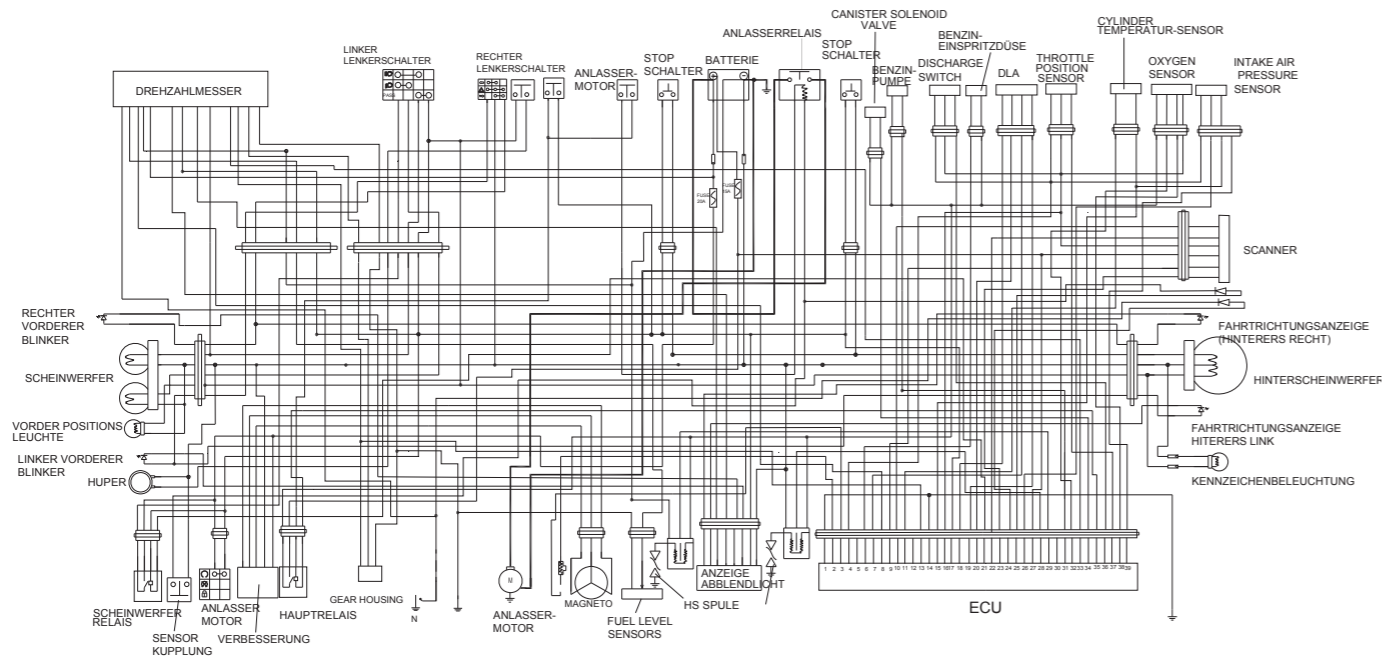 CANISTER SOLENOID
VALVE
CYLINDER
TEMPERATUR-SENSOR
ANLASSERRELAIS
BENZIN-
EINSPRITZDÜSE
LINKER
LENKERSCHALTER
RECHTER
LENKERSCHALTER
ANLASSER-
MOTOR
STOP
SCHALTER
BATTERIE
STOP
SCHALTER
BENZIN-
PUMPE
DISCHARGE
SWITCH
DLA
THROTTLE
POSITION
SENSOR
OXYGEN
SENSOR
INTAKE AIR
PRESSURE
SENSOR
DREHZAHLMESSER
PASS
FUSE
20A
FUSE
15A
SCANNER
RECHTER
VORDERER
BLINKER
FAHRTRICHTUNGSANZEIGE
(HINTERERS RECHT)
SCHEINWERFER
HINTERSCHEINWERFER
VORDER POSITIONS
LEUCHTE
FAHRTRICHTUNGSANZEIGE
HITERERS LINK
LINKER VORDERER
BLINKER
HUPER
KENNZEICHENBELEUCHTUNG
M
ANZEIGE
ABBLENDLICHT
1 2 3 4 5 6 7 8 9 10 11 12 13 14 15 16 17 18 19 20 21 22 23 24 25 26 27 28 29 30 31 32 33 34 35 36 37 38 39
SCHEINWERFER
RELAIS
SENSOR
KUPPLUNG
ANLASSER
MOTOR
VERBESSERUNG
HAUPTRELAIS
GEAR HOUSING
N
ANLASSER-
MOTOR
MAGNETO
FUEL LEVEL
SENSORS
HS SPULE
ECU